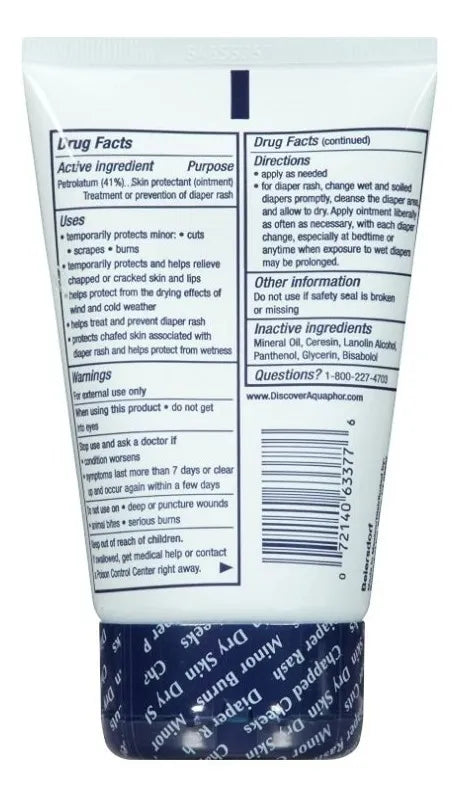 Drug Facts
Active ingredient Purpose
Petrolatum (41%)..Skin protectant (ointment)
Treatment or prevention of diaper rash
Uses
• temporarily protects minor: • cuts
• scrapes • burns
• temporarily protects and helps relieve
chapped or cracked skin and lips
• helps protect from the drying effects of
wind and cold weather
• helps treat and prevent diaper rash
• protects chafed skin associated with
diaper rash and helps protect from wetness
Warnings
For external use only
When using this product • do not get
into eyes
Stop use and ask a doctor if
• condition worsens
• symptoms last more than 7 days or clear
up and occur again within a few days
Do not use on • deep or puncture wounds
• animal bites • serious burns
Keep out of reach of children.
If swallowed, get medical help or contact
a Poison Control Center right away.
Drug Facts (continued)
Directions
• apply as needed
• for diaper rash, change wet and soiled
diapers promptly, cleanse the diaper area,
and allow to dry. Apply ointment liberally
as often as necessary, with each diaper
change, especially at bedtime or
anytime when exposure to wet diapers
may be prolonged.
Other information
Do not use if safety seal is broken
or missing
Inactive ingredients
Mineral Oil, Ceresin, Lanolin Alcohol,
Panthenol, Glycerin, Bisabolol
Questions? 1-800-227-4703
www.DiscoverAquaphor.com
0 72140 63377 6
Beiersdorf
Chapped Cheeks
Dry Skin
Minor Burns
Diaper Rash
Chapped Cheeks
Dry Skin
Minor Cuts
Diaper Rash